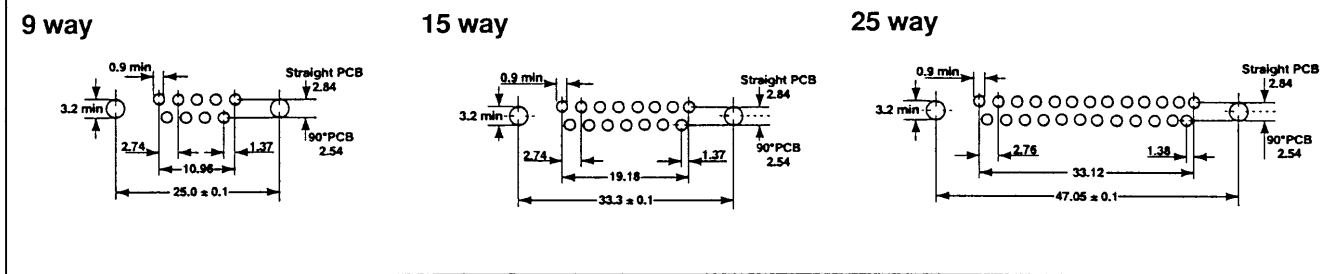 9 way
0.9 min
Straight PCB
2.84
3.2 min
90°PCB
2.54
2.74
1.37
10.96
25.0 ± 0.1
15 way
0.9 min
Straight PCB
2.84
3.2 min
90°PCB
2.54
2.74
1.37
19.18
33.3 ± 0.1
25 way
0.9 min
Straight PCB
2.84
3.2 min
90°PCB
2.54
2.76
1.38
33.12
47.05 ± 0.1